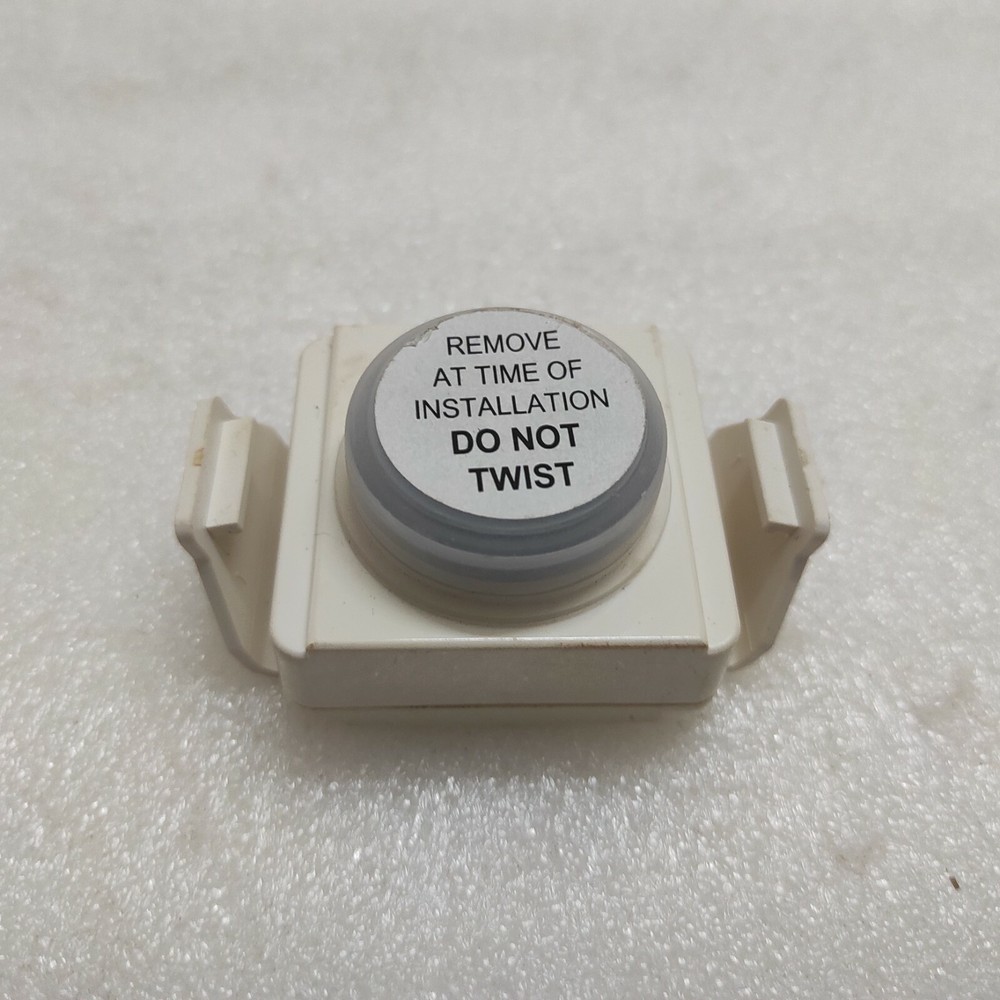 REMOVE
AT TIME OF
INSTALLATION
DO NOT
TWIST